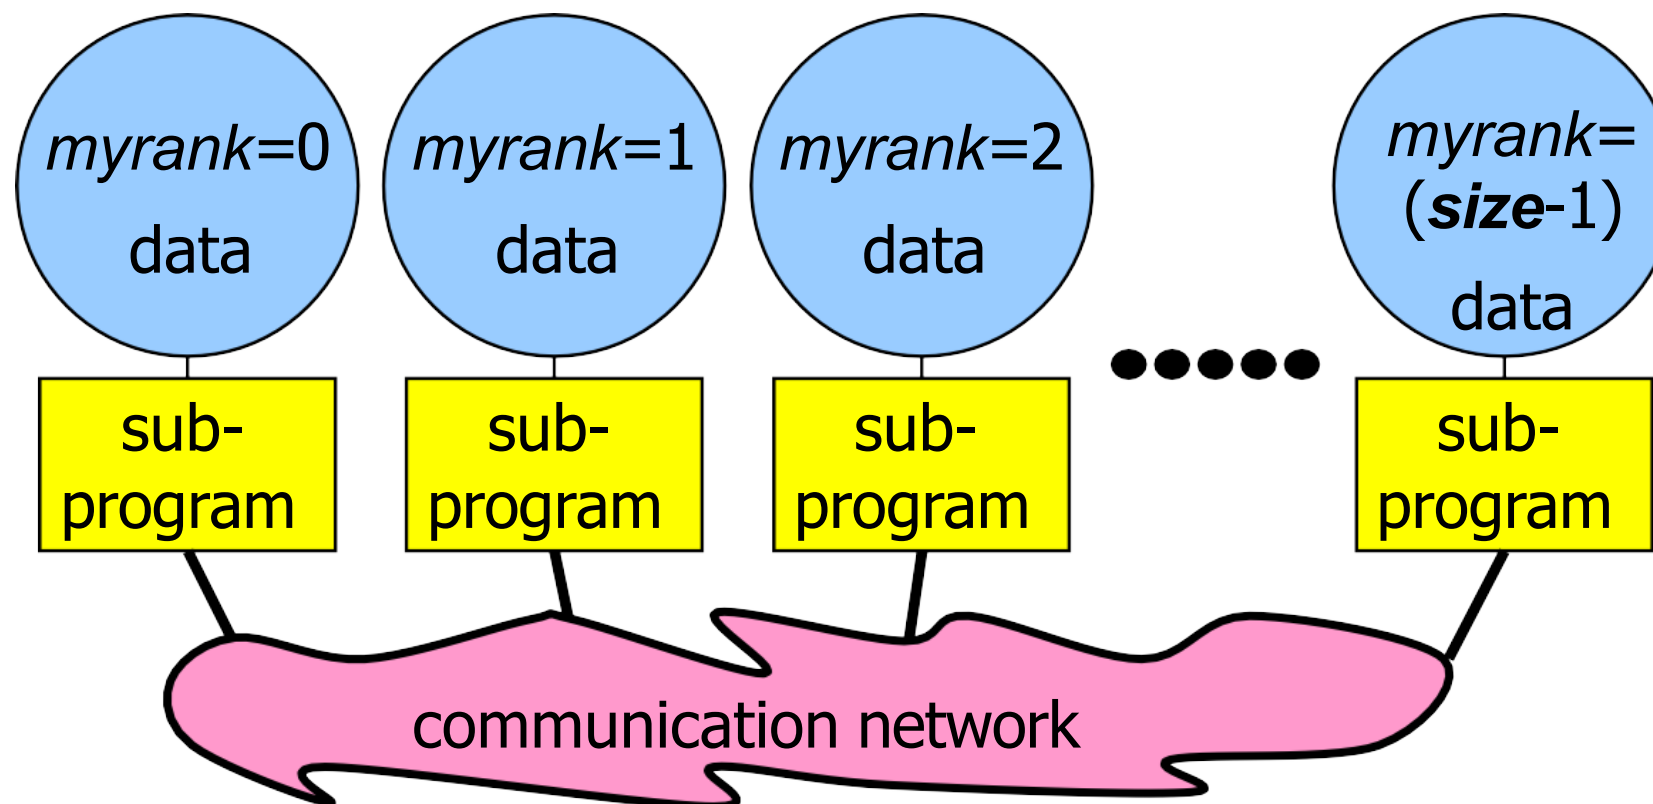 myrank=0
data
sub-
program
myrank=1
data
sub-
program
myrank=2
data
sub-
program
myrank=
(size-1)
data
sub-
program
communication network